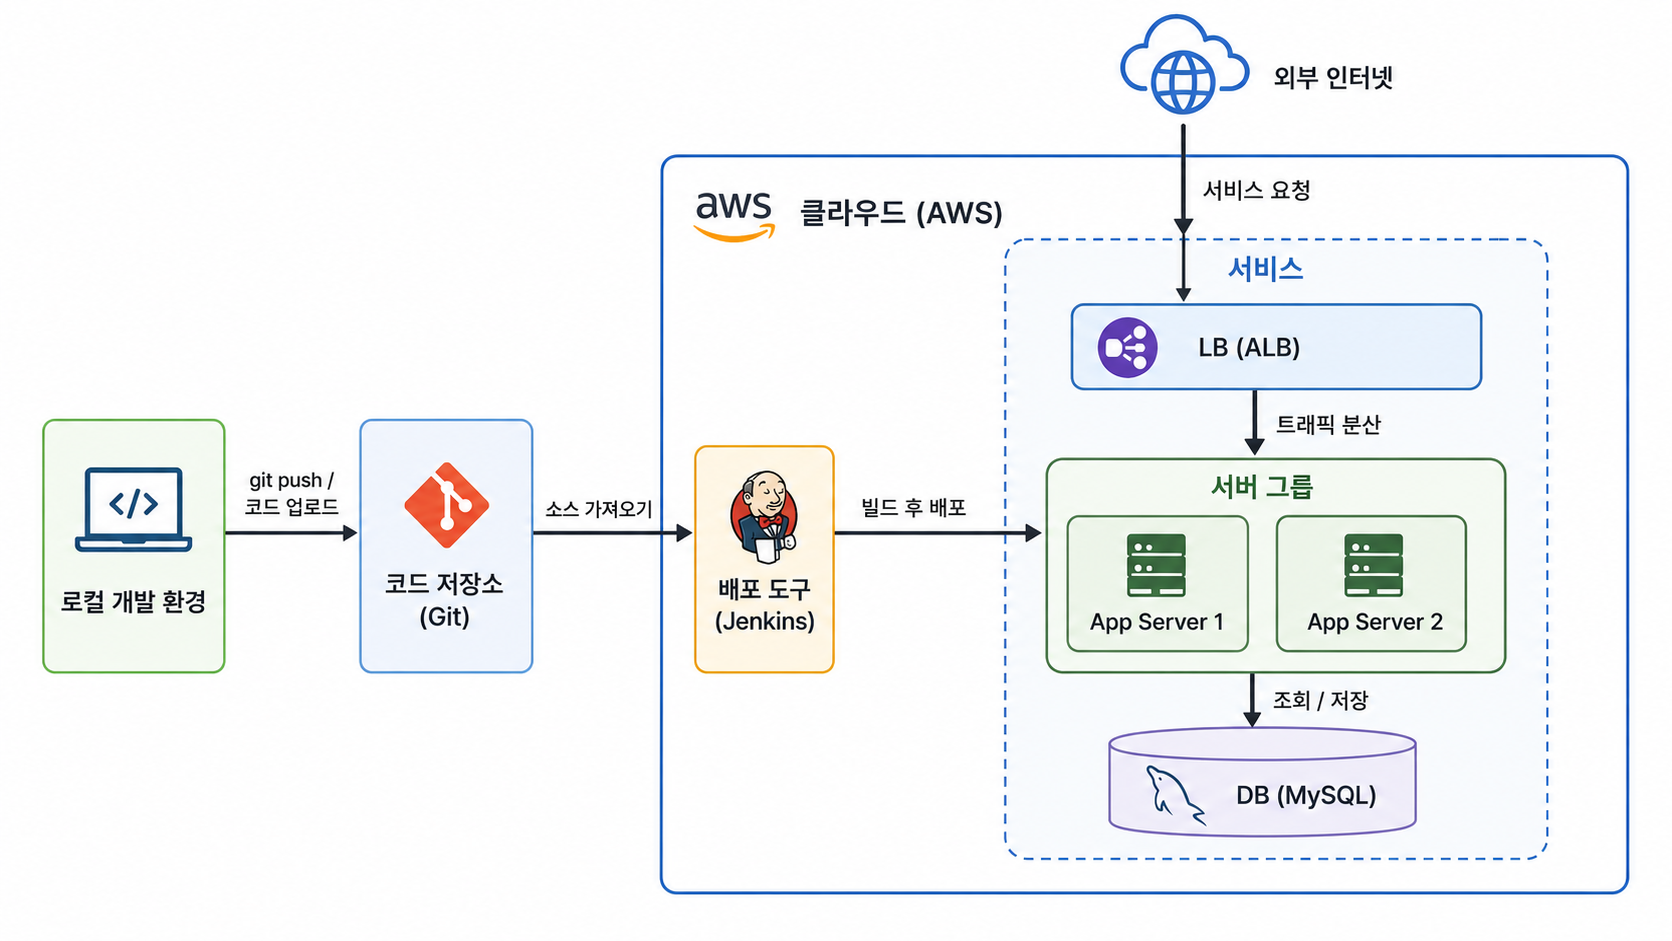 외부 인터넷
서비스 요청
aws
클라우드 (AWS)
서비스
LB (ALB)
트래픽 분산
서버 그룹
App Server 1
App Server 2
조회 / 저장
DB (MySQL)
로컬 개발 환경
git push /
코드 업로드
코드 저장소
(Git)
소스 가져오기
배포 도구
(Jenkins)
빌드 후 배포